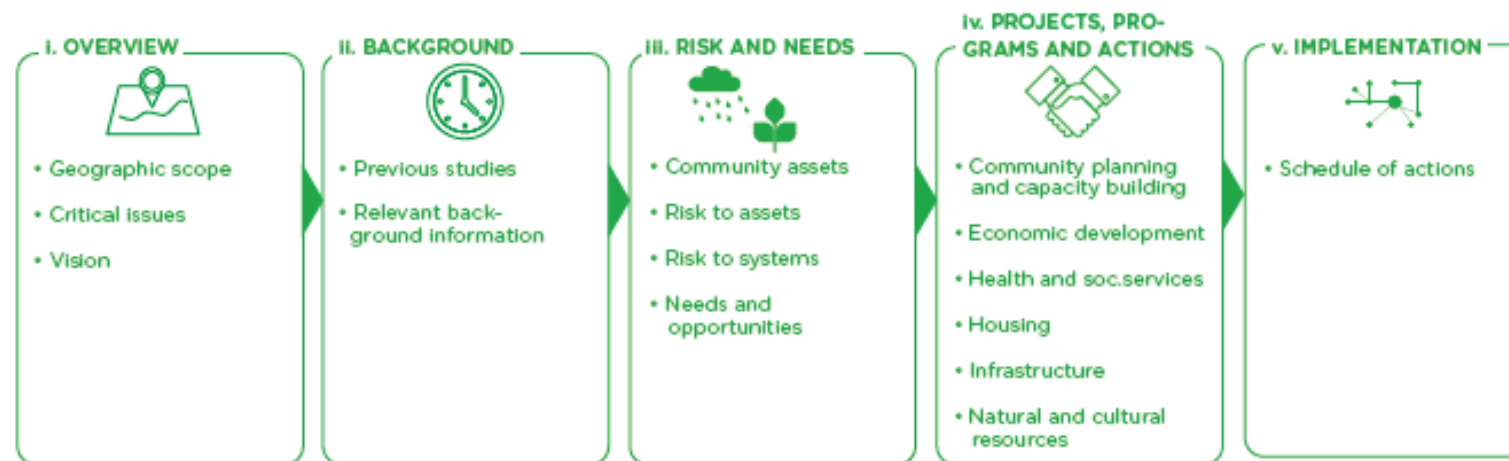 i. OVERVIEW
• Geographic scope
• Critical issues
• Vision
ii. BACKGROUND
• Previous studies
• Relevant back-
ground information
iii. RISK AND NEEDS
• Community assets
• Risk to assets
• Risk to systems
• Needs and
opportunities
iv. PROJECTS, PRO-
GRAMS AND ACTIONS
• Community planning
and capacity building
• Economic development
• Health and soc.services
• Housing
• Infrastructure
• Natural and cultural
resources
v. IMPLEMENTATION
• Schedule of actions